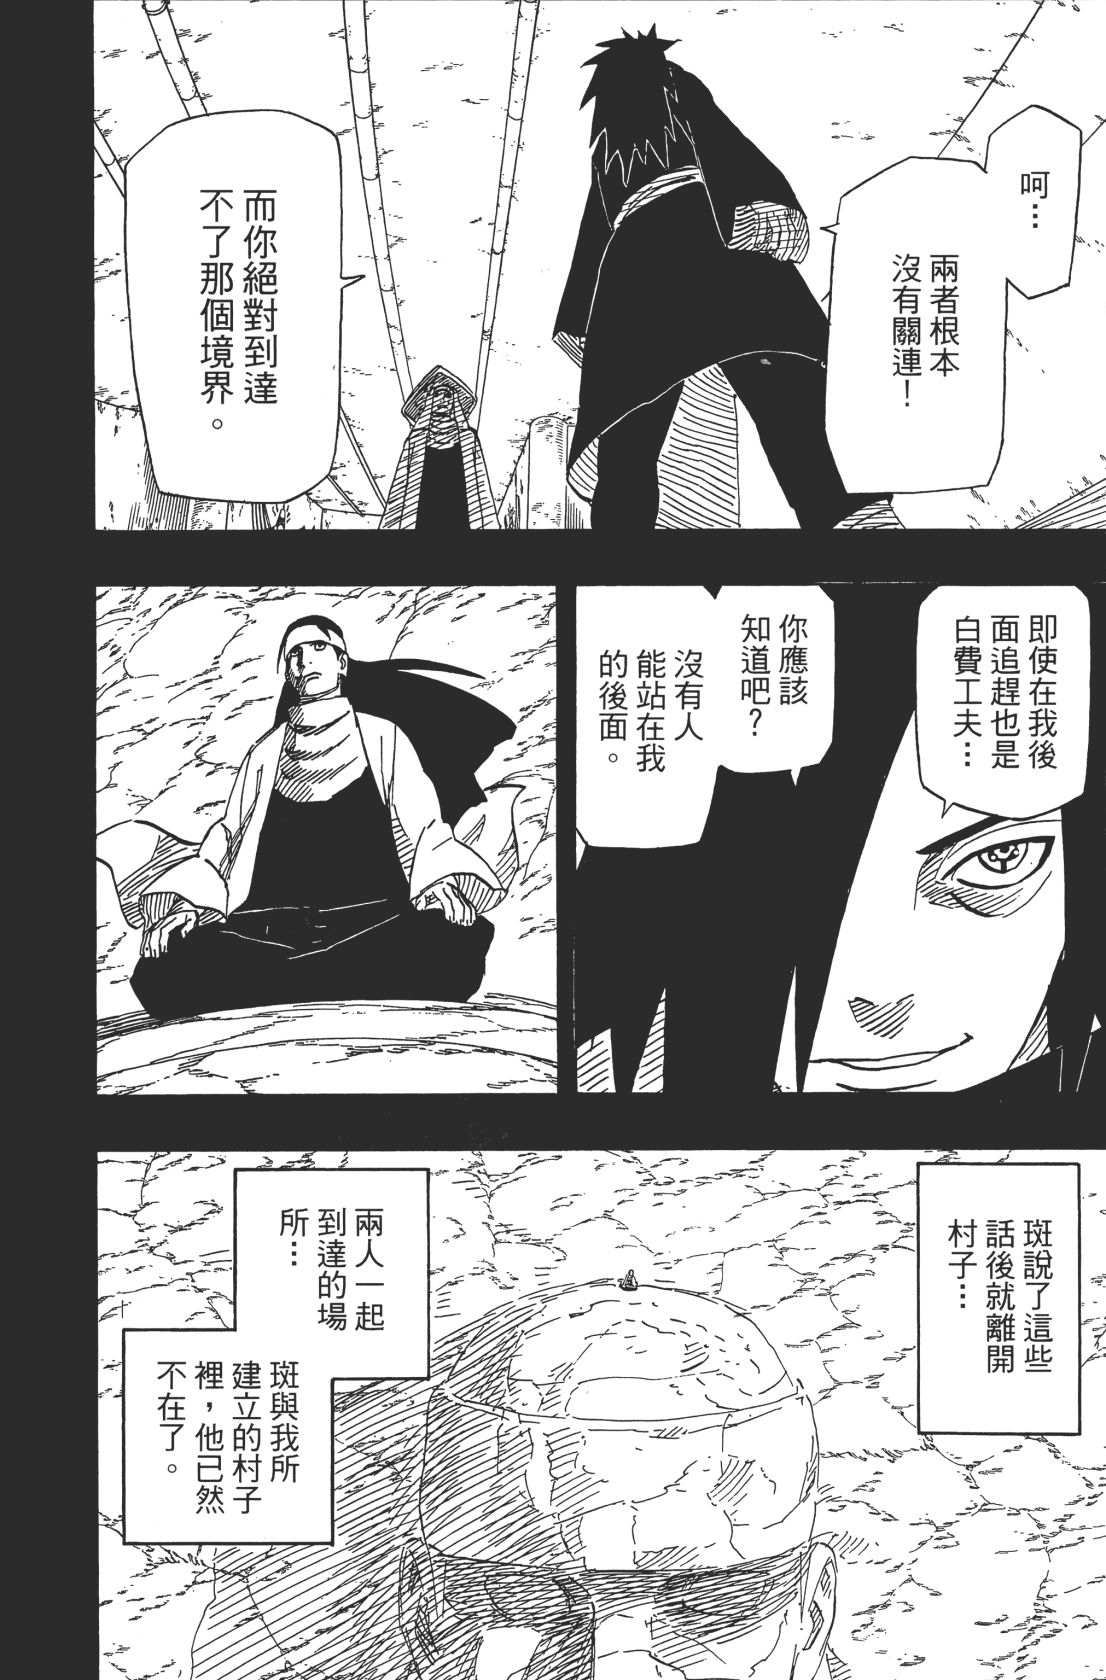 呵…
兩者根本
沒有關連！
而你絕對到達
不了那個境界。
即使在我後
面追趕也是
白費工夫…
你應該
知道吧？
沒有人
能站在我
的後面。
斑說了這些
話後就離開
村子…
兩人一起
到達的場
所…
斑與我所
建立的村子
裡，他已然
不在了。